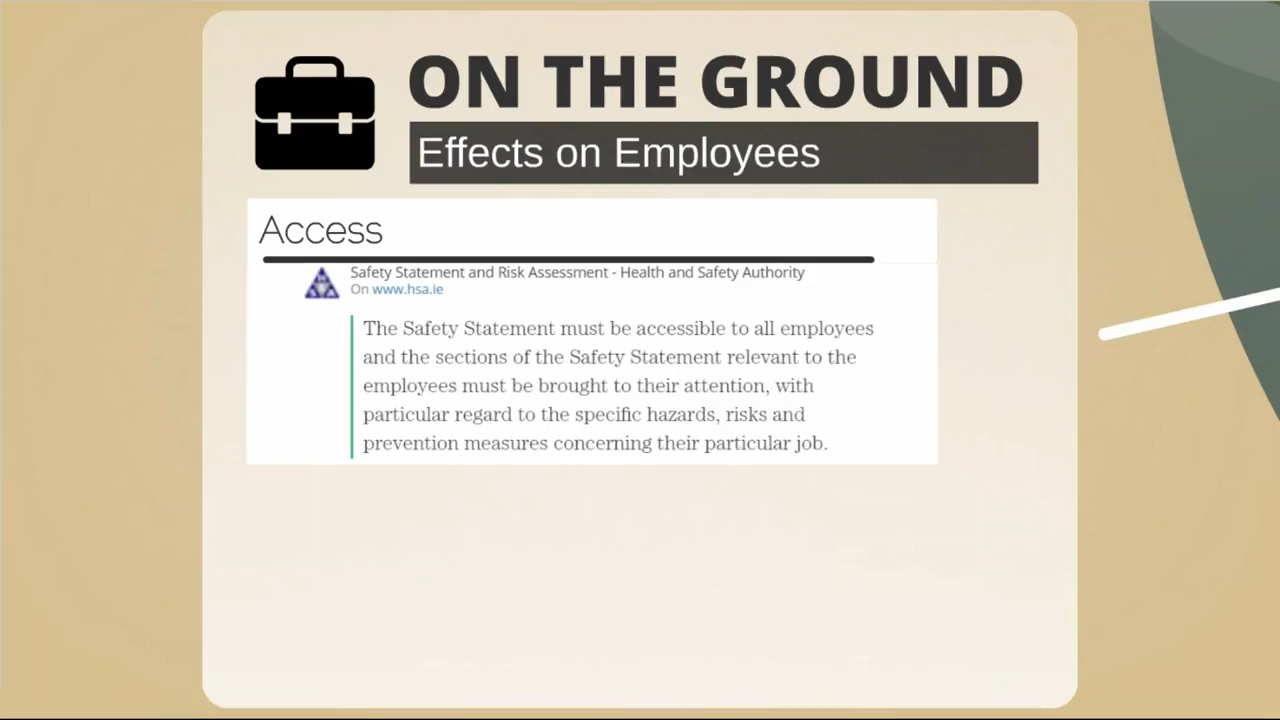 ON THE GROUND
Effects on Employees
Access
Safety Statement and Risk Assessment - Health and Safety Authority
On www.hsa.ie
The Safety Statement must be accessible to all employees
and the sections of the Safety Statement relevant to the
employees must be brought to their attention, with
particular regard to the specific hazards, risks and
prevention measures concerning their particular job.